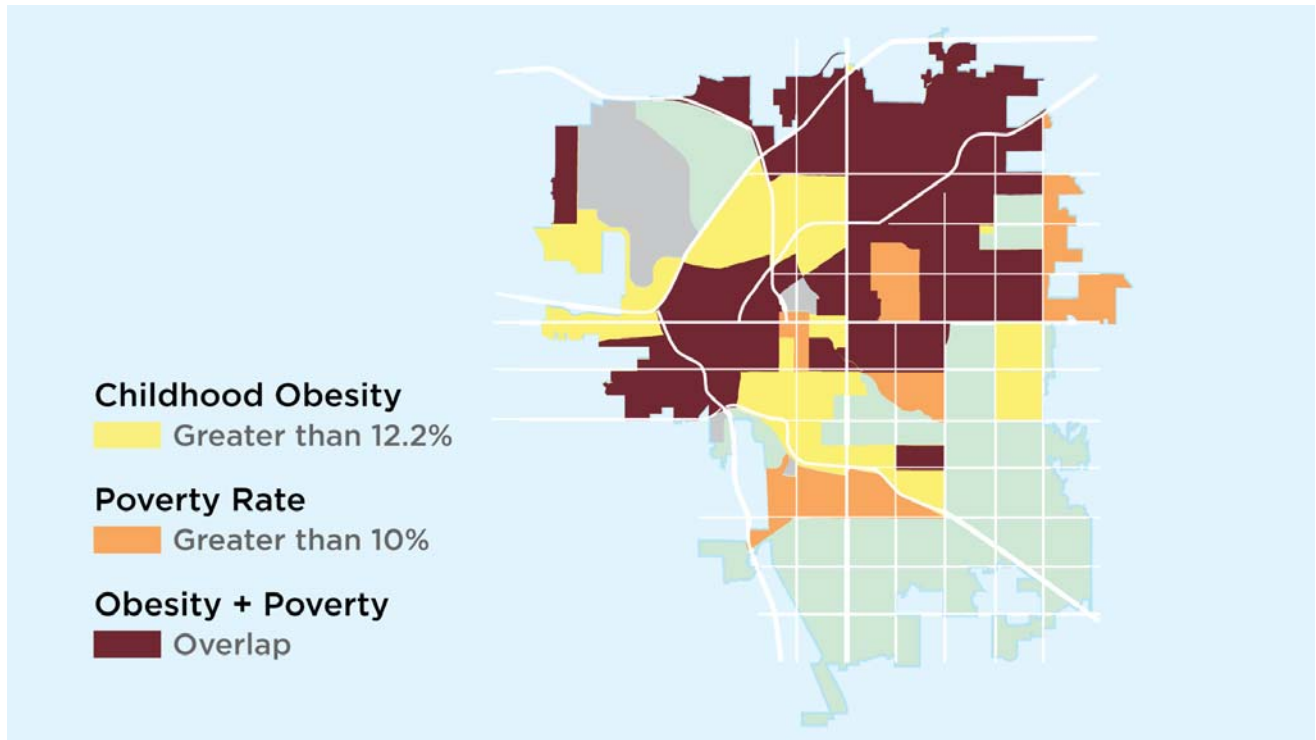 Childhood Obesity
Greater than 12.2%
Poverty Rate
Greater than 10%
Obesity + Poverty
Overlap